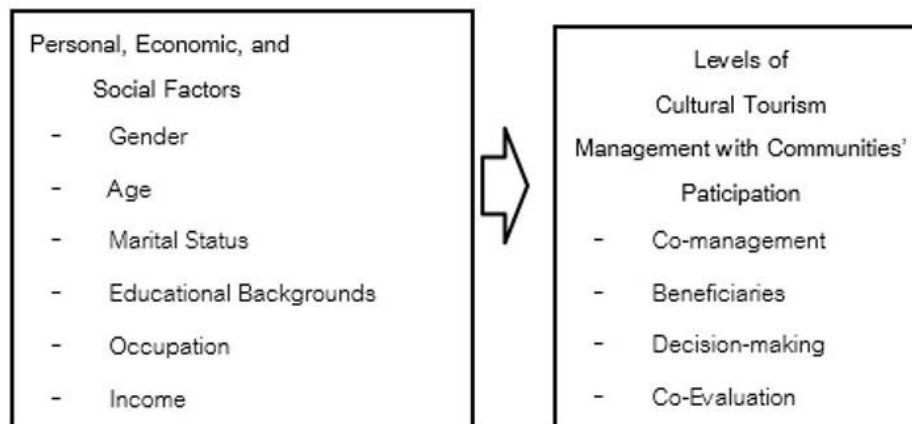 Personal, Economic, and
Social Factors
- Gender
- Age
- Marital Status
- Educational Backgrounds
- Occupation
- Income
Levels of
Cultural Tourism
Management with Communities'
Paticipation
- Co-management
- Beneficiaries
- Decision-making
- Co-Evaluation